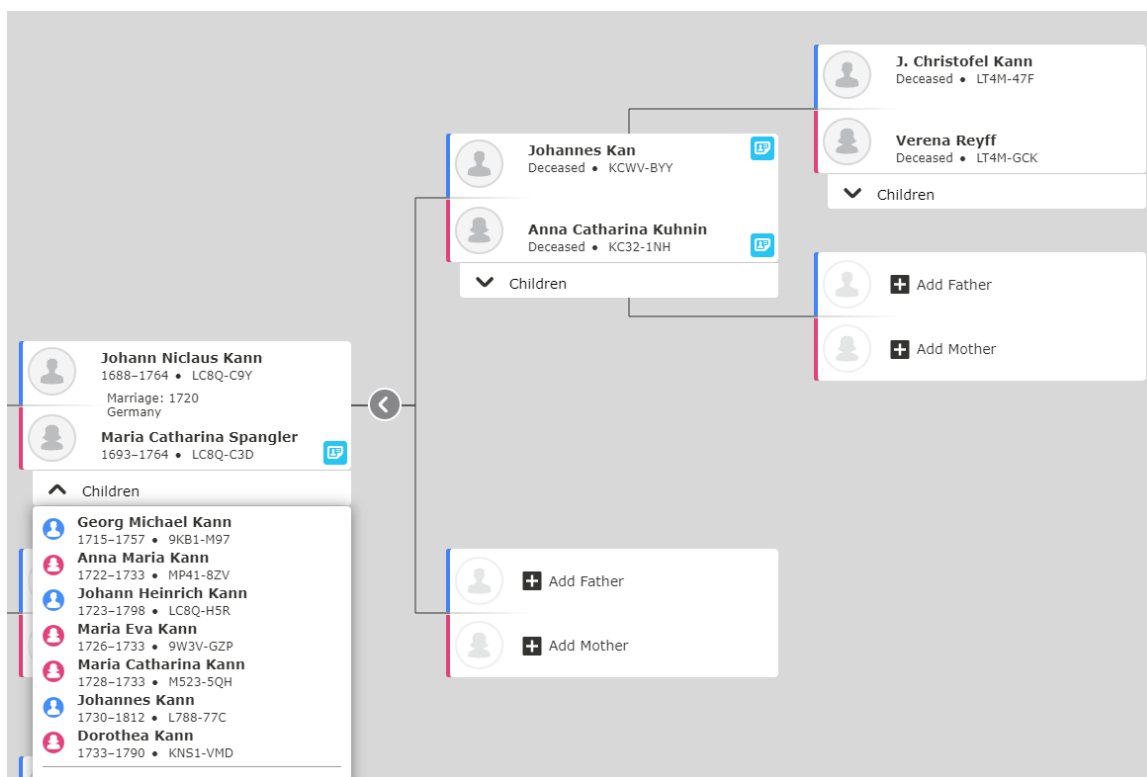 J. Christofel Kann
Deceased ● LT4M-47F
Verena Reyff
Deceased ● LT4M-GCK
Children
Johannes Kan
Deceased ● KCWV-BYY
Anna Catharina Kuhnin
Deceased ● KC32-1NH
Children
Add Father
Add Mother
Johann Niclaus Kann
1688–1764 ● LC8Q-C9Y
Marriage: 1720
Germany
Maria Catharina Spangler
1693–1764 ● LC8Q-C3D
Children
Georg Michael Kann
1715–1757 ● 9KB1-M97
Anna Maria Kann
1722–1733 ● MP41-8ZV
Johann Heinrich Kann
1723–1798 ● LC8Q-H5R
Maria Eva Kann
1726–1733 ● 9W3V-GZP
Maria Catharina Kann
1728–1733 ● M523-5QH
Johannes Kann
1730–1812 ● L788-77C
Dorothea Kann
1733–1790 ● KNS1-VMD
Add Father
Add Mother